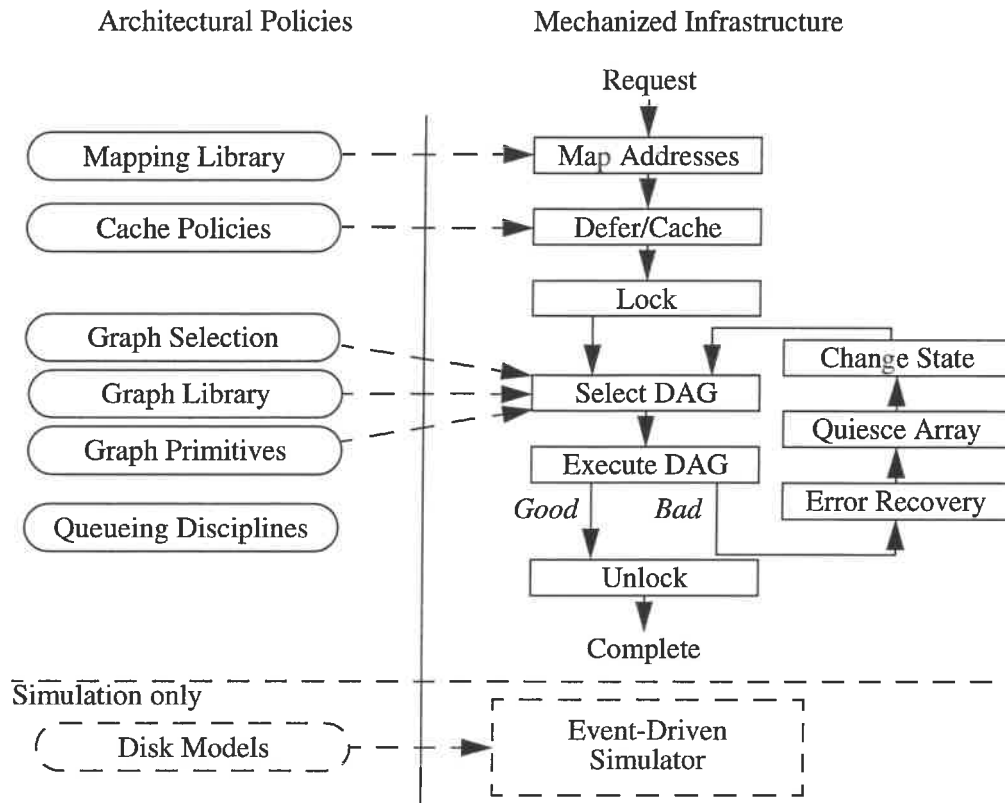 Architectural Policies
Mechanized Infrastructure
Request
Mapping Library
Map Addresses
Cache Policies
Defer/Cache
Lock
Graph Selection
Change State
Graph Library
Select DAG
Graph Primitives
Quiesce Array
Execute DAG
Good
Bad
Error Recovery
Queueing Disciplines
Unlock
Complete
Simulation only
Disk Models
Event-Driven
Simulator